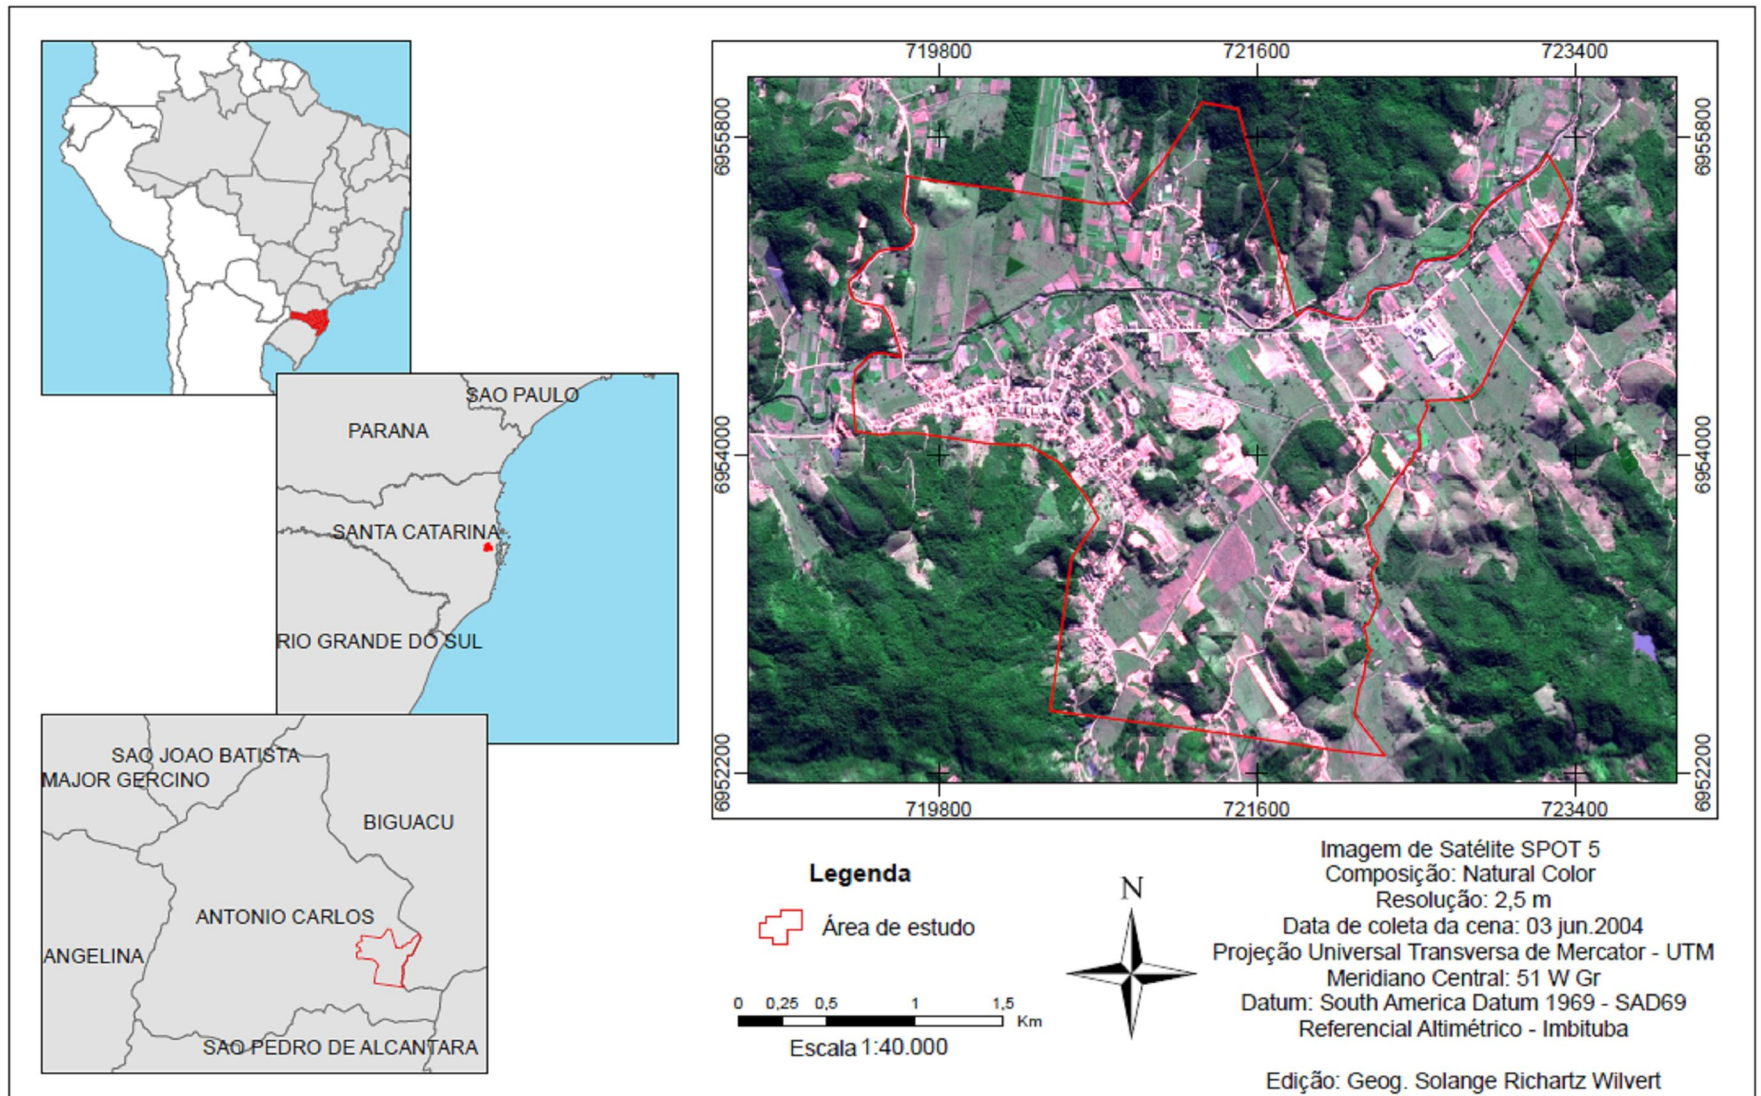 SAO PAULO
PARANA
SANTA CATARINA
RIO GRANDE DO SUL
SAO JOAO BATISTA
MAJOR GERCINO
BIGUACU
ANTONIO CARLOS
ANGELINA
SAO PEDRO DE ALCANTARA
719800 721600 723400
6955800 6955800
6954000 6954000
6952200 6952200
719800 721600 723400
Legenda
Área de estudo
0 0,25 0,5 1 1,5
Km
Escala 1:40.000
N
Imagem de Satélite SPOT 5
Composição: Natural Color
Resolução: 2,5 m
Data de coleta da cena: 03 jun.2004
Projeção Universal Transversa de Mercator - UTM
Meridiano Central: 51 W Gr
Datum: South America Datum 1969 - SAD69
Referencial Altimétrico - Imbituba
Edição: Geog. Solange Richartz Wilvert